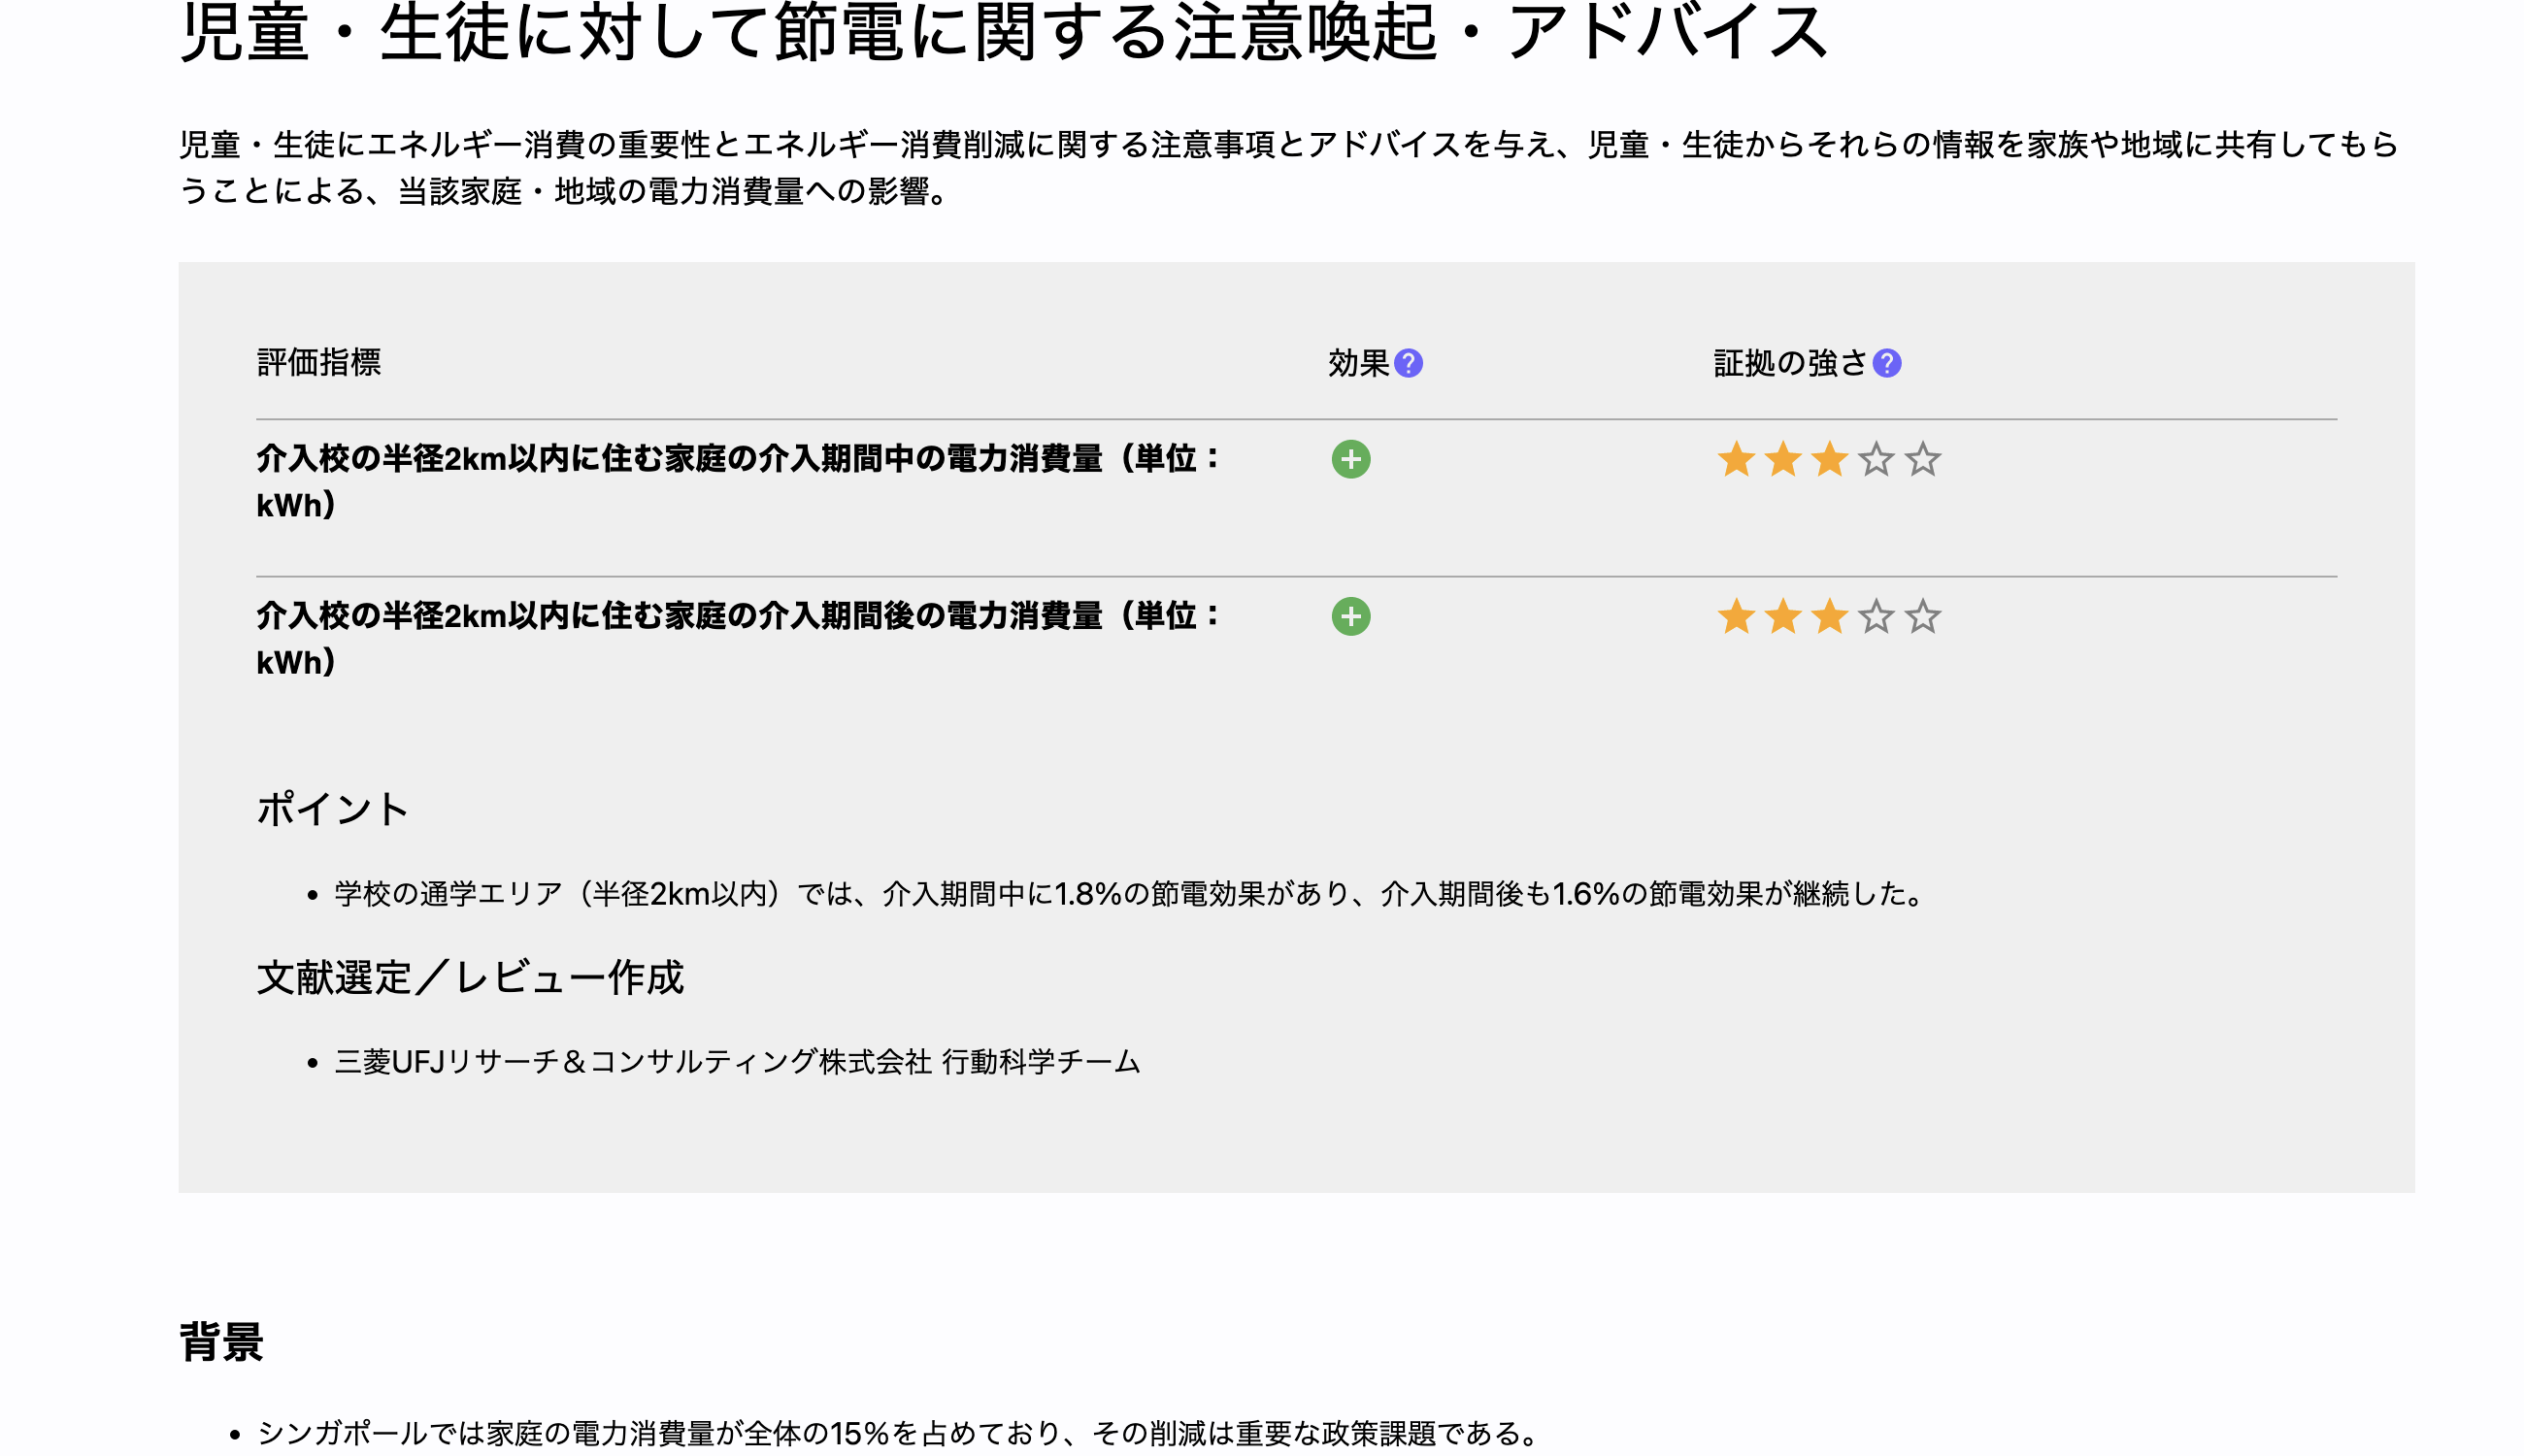 児童・生徒に対して節電に関する注意喚起・アドバイス
児童・生徒にエネルギー消費の重要性とエネルギー消費削減に関する注意事項とアドバイスを与え、児童・生徒からそれらの情報を家族や地域に共有してもら
うことによる、当該家庭・地域の電力消費量への影響。
評価指標 効果? 証拠の強さ?
介入校の半径2km以内に住む家庭の介入期間中の電力消費量（単位：
kWh）
介入校の半径2km以内に住む家庭の介入期間後の電力消費量（単位：
kWh）
ポイント
• 学校の通学エリア（半径2km以内）では、介入期間中に1.8%の節電効果があり、介入期間後も1.6%の節電効果が継続した。
文献選定／レビュー作成
• 三菱UFJリサーチ＆コンサルティング株式会社 行動科学チーム
背景
• シンガポールでは家庭の電力消費量が全体の15%を占めており、その削減は重要な政策課題である。